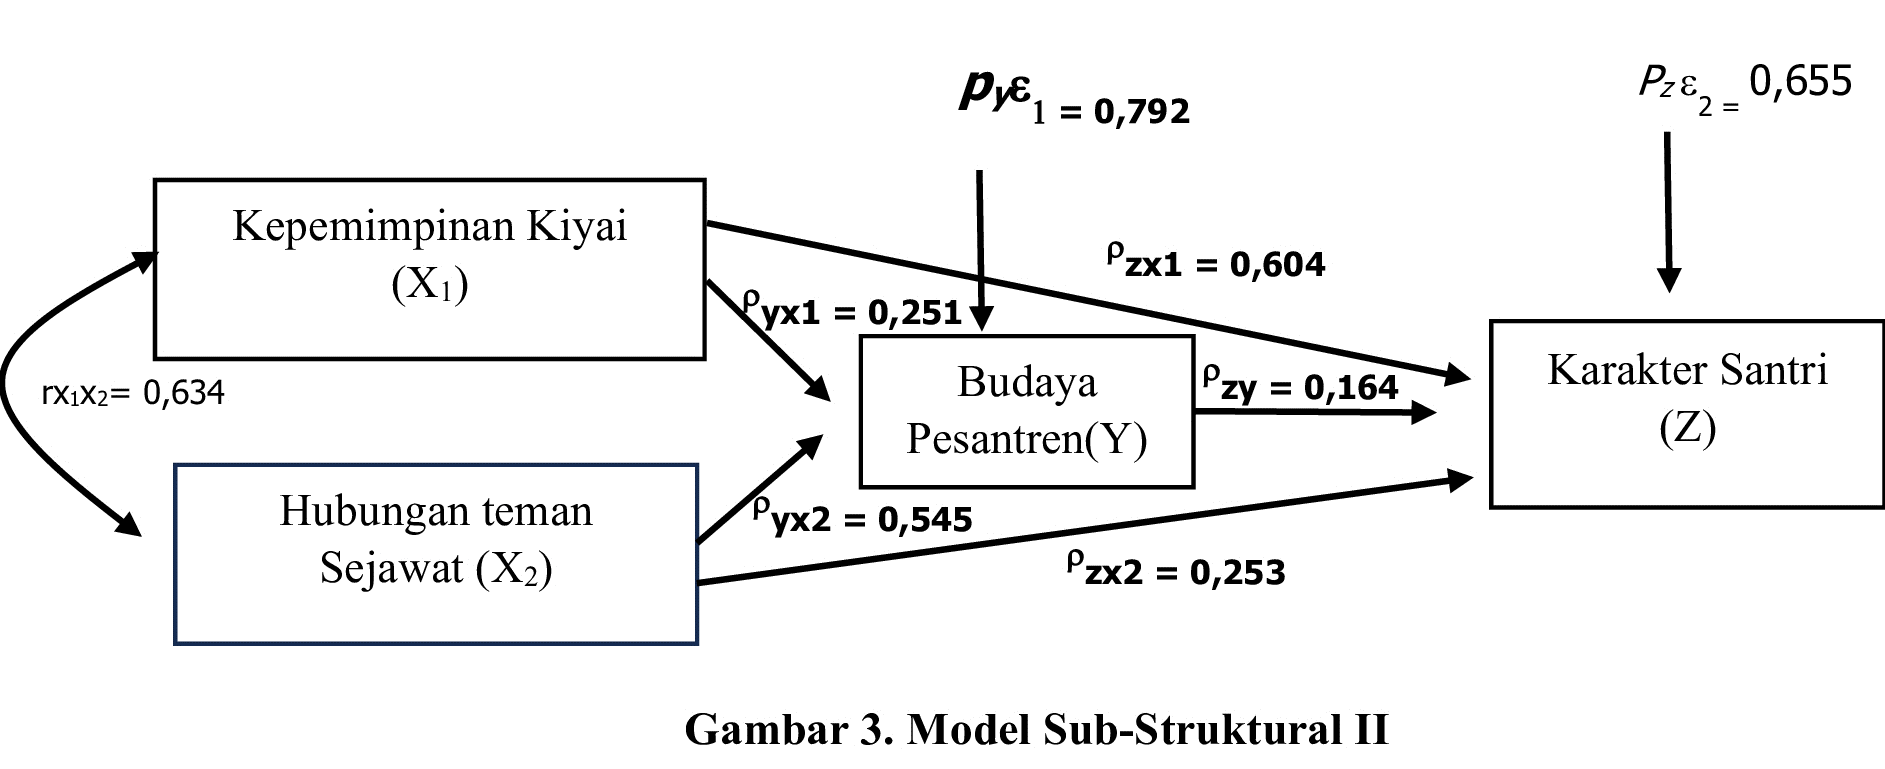 pyε1 = 0,792
Pz ε2 = 0,655
Kepemimpinan Kiyai
(X1)
ρzx1 = 0,604
ρyx1 = 0,251
Budaya
Pesantren(Y)
ρzy = 0,164
Karakter Santri
(Z)
rx1x2= 0,634
Hubungan teman
Sejawat (X2)
ρyx2 = 0,545
ρzx2 = 0,253
Gambar 3. Model Sub-Struktural II